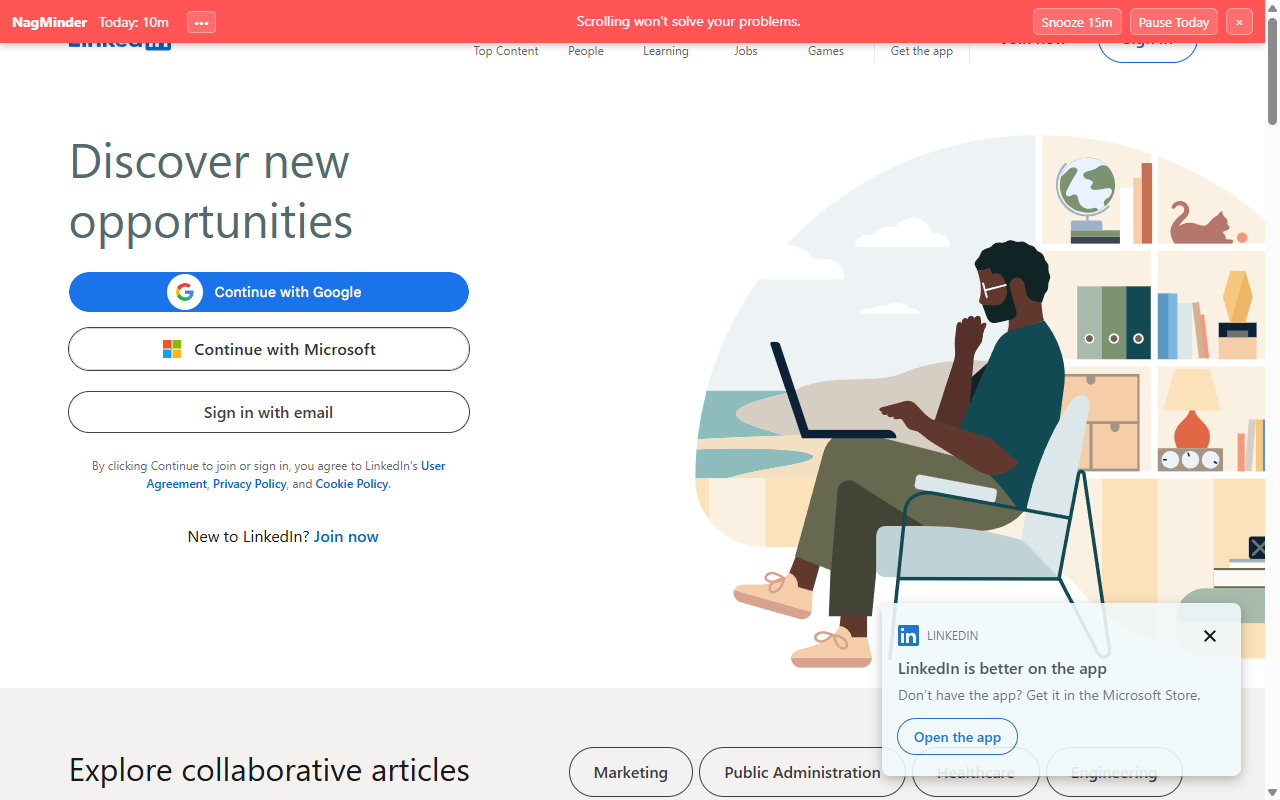 NagMinder Today: 10m ••• Scrolling won't solve your problems. Snooze 15m Pause Today ×
Top Content People Learning Jobs Games Get the app
Discover new
opportunities
Continue with Google
Continue with Microsoft
Sign in with email
By clicking Continue to join or sign in, you agree to LinkedIn's User
Agreement, Privacy Policy, and Cookie Policy.
New to LinkedIn? Join now
in LINKEDIN
LinkedIn is better on the app
Don't have the app? Get it in the Microsoft Store.
Open the app
Explore collaborative articles
Marketing Public Administration Healthcare Engineering